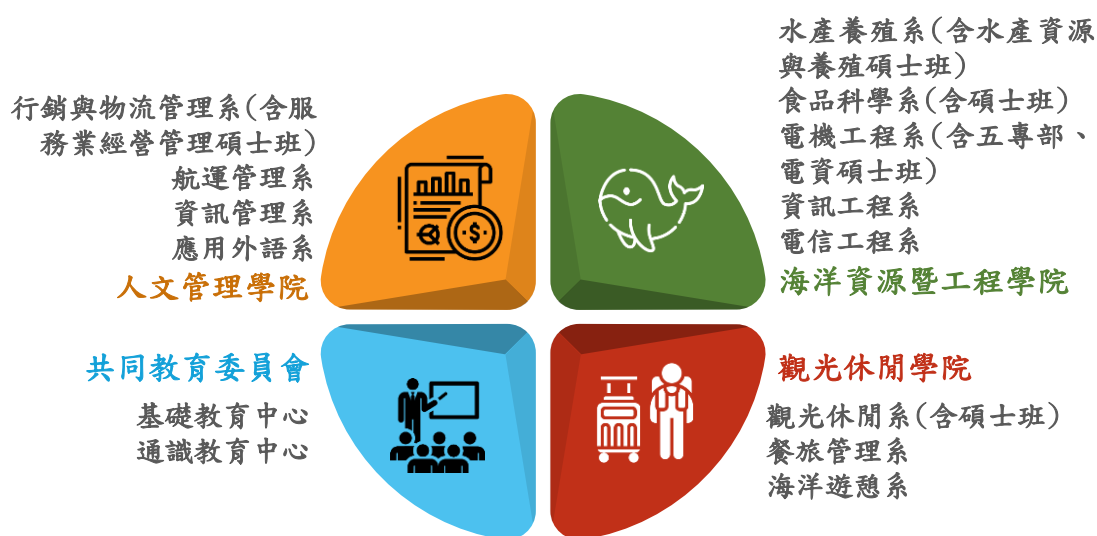 行銷與物流管理系(含服
務業經營管理碩士班)
航運管理系
資訊管理系
應用外語系
人文管理學院
水產養殖系(含水產資源
與養殖碩士班)
食品科學系(含碩士班)
電機工程系(含五專部、
電資碩士班)
資訊工程系
電信工程系
海洋資源暨工程學院
共同教育委員會
基礎教育中心
通識教育中心
觀光休閒學院
觀光休閒系(含碩士班)
餐旅管理系
海洋遊憩系